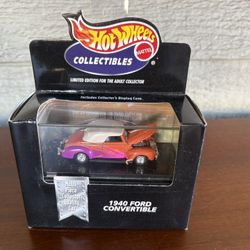 Hot Wheels
MATTEL
COLLECTIBLES
LIMITED EDITION FOR THE ADULT COLLECTOR
Includes Collector's Display Case
1940 FORD
CONVERTIBLE